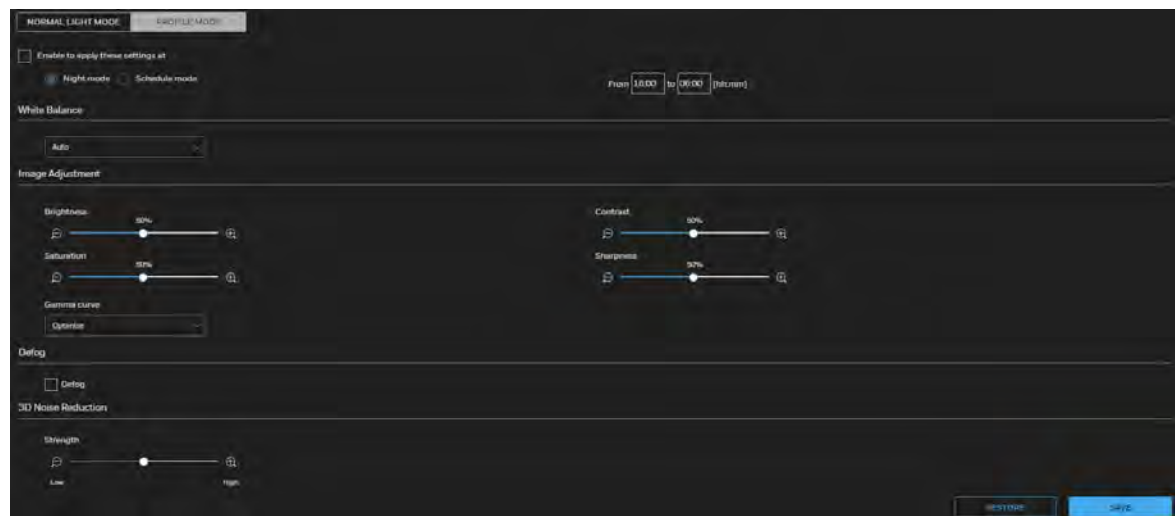 NORMAL LIGHT MODE PROFILE MODE
Enable to apply these settings at
Night mode Schedule mode
From 18:00 to 06:00 [hh:mm]
White Balance
Auto
Image Adjustment
Brightness Contrast
50% 50%
Saturation Sharpness
50% 50%
Gamma curve
Optimize
Defog
Defog
3D Noise Reduction
Strength
Low High
RESTORE SAVE